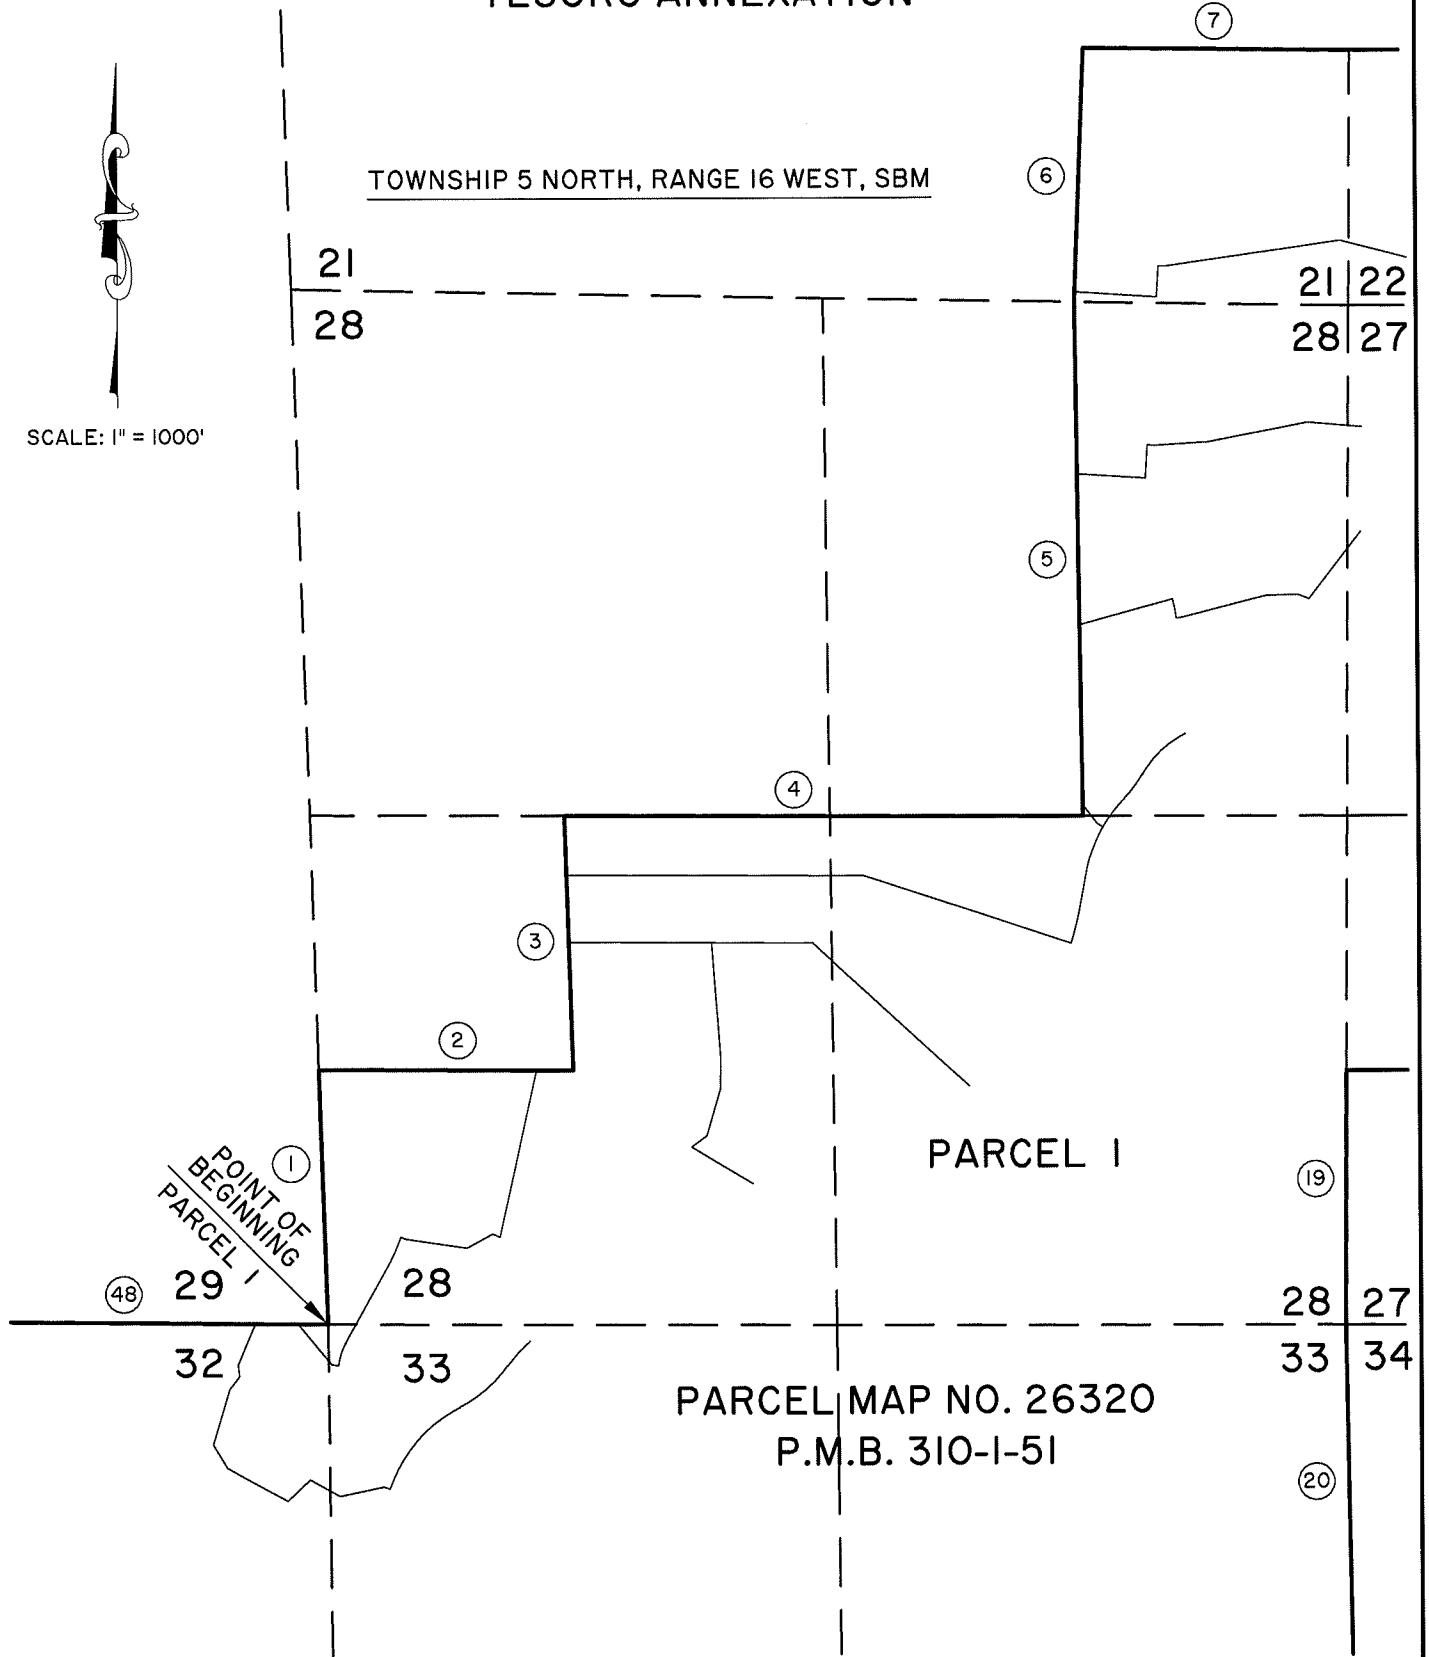 TESORO ANNEXATION
7
TOWNSHIP 5 NORTH, RANGE 16 WEST, SBM
6
21
28
21 22
28 27
SCALE: 1" = 1000'
5
4
3
2
PARCEL 1
1
POINT OF
BEGINNING
PARCEL 1
19
48
29
28
28 27
32
33
33 34
PARCEL MAP NO. 26320
P.M.B. 310-1-51
20